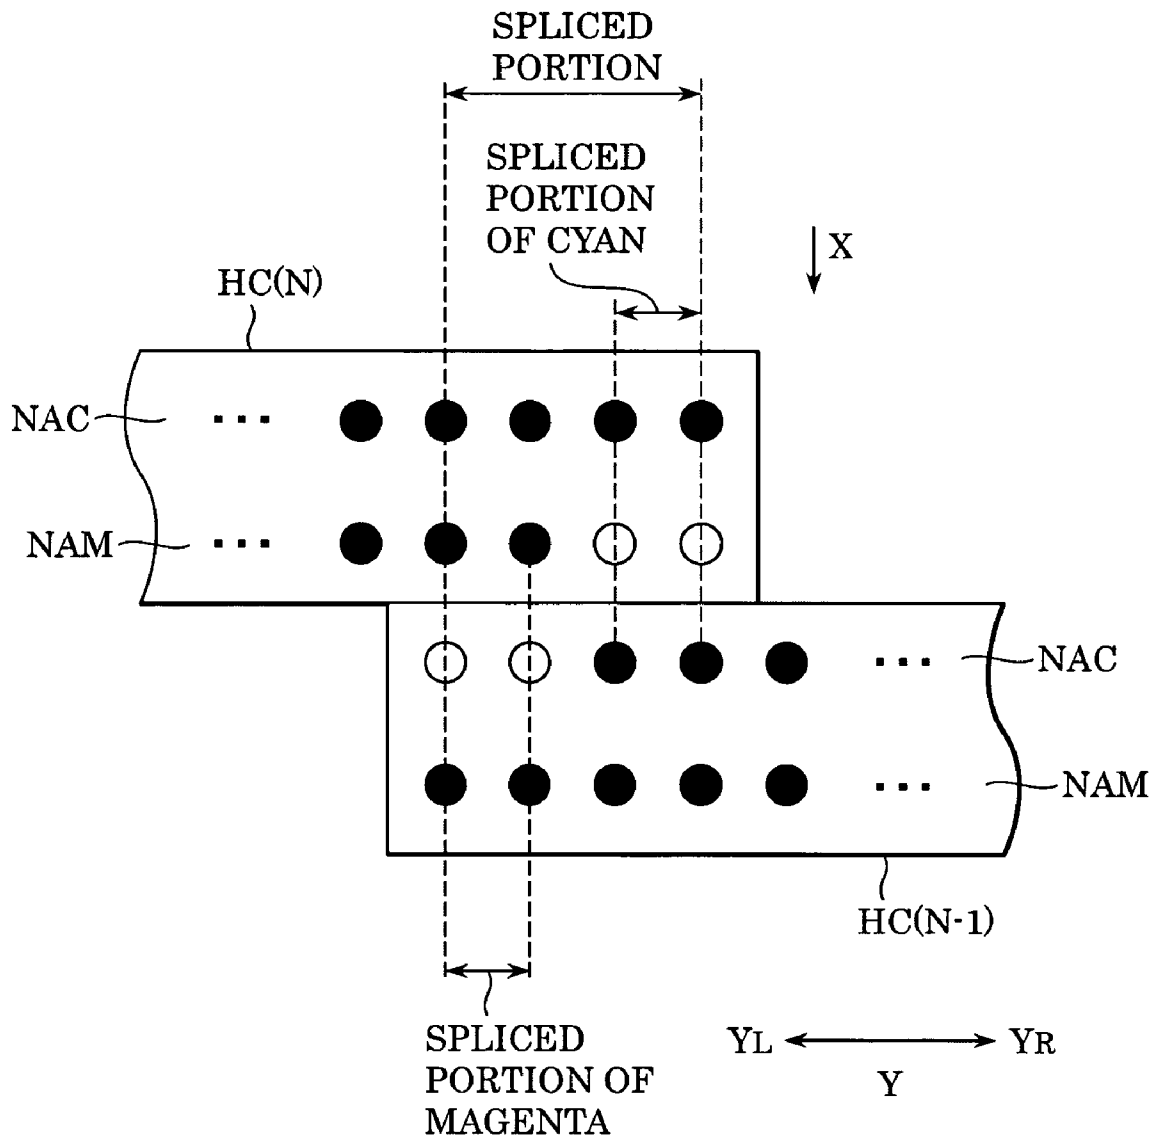 SPLICED
PORTION
SPLICED
PORTION
OF CYAN
X
HC(N)
NAC
NAM
NAC
NAM
HC(N-1)
SPLICED
PORTION OF
MAGENTA
YL
YR
Y